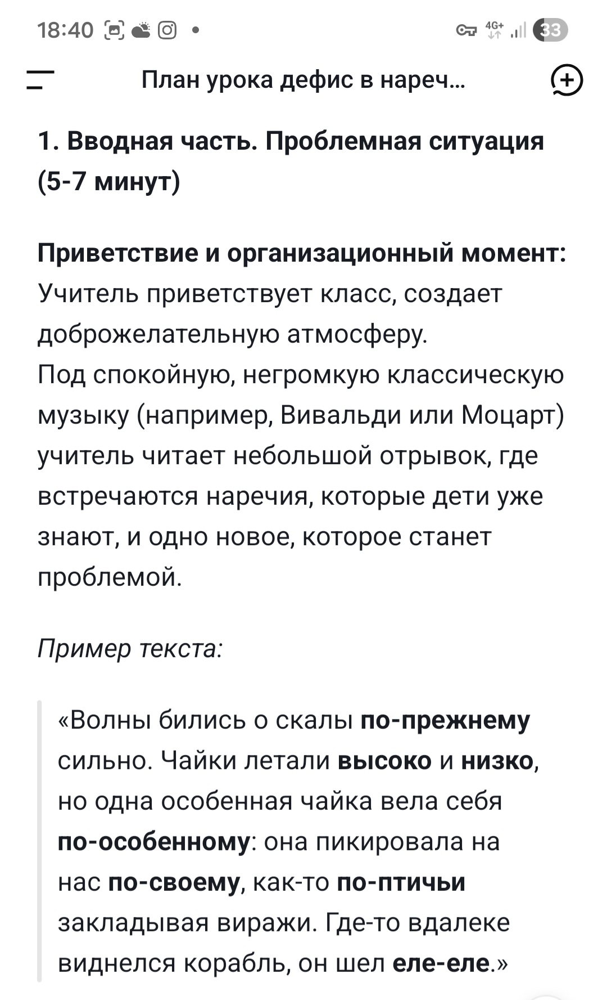 18:40
4G+
33
План урока дефис в нареч...
1. Вводная часть. Проблемная ситуация
(5-7 минут)
Приветствие и организационный момент:
Учитель приветствует класс, создает
доброжелательную атмосферу.
Под спокойную, негромкую классическую
музыку (например, Вивальди или Моцарт)
учитель читает небольшой отрывок, где
встречаются наречия, которые дети уже
знают, и одно новое, которое станет
проблемой.
Пример текста:
«Волны бились о скалы по-прежнему
сильно. Чайки летали высоко и низко,
но одна особенная чайка вела себя
по-особенному: она пикировала на
нас по-своему, как-то по-птичьи
закладывая виражи. Где-то вдалеке
виднелся корабль, он шел еле-еле.»